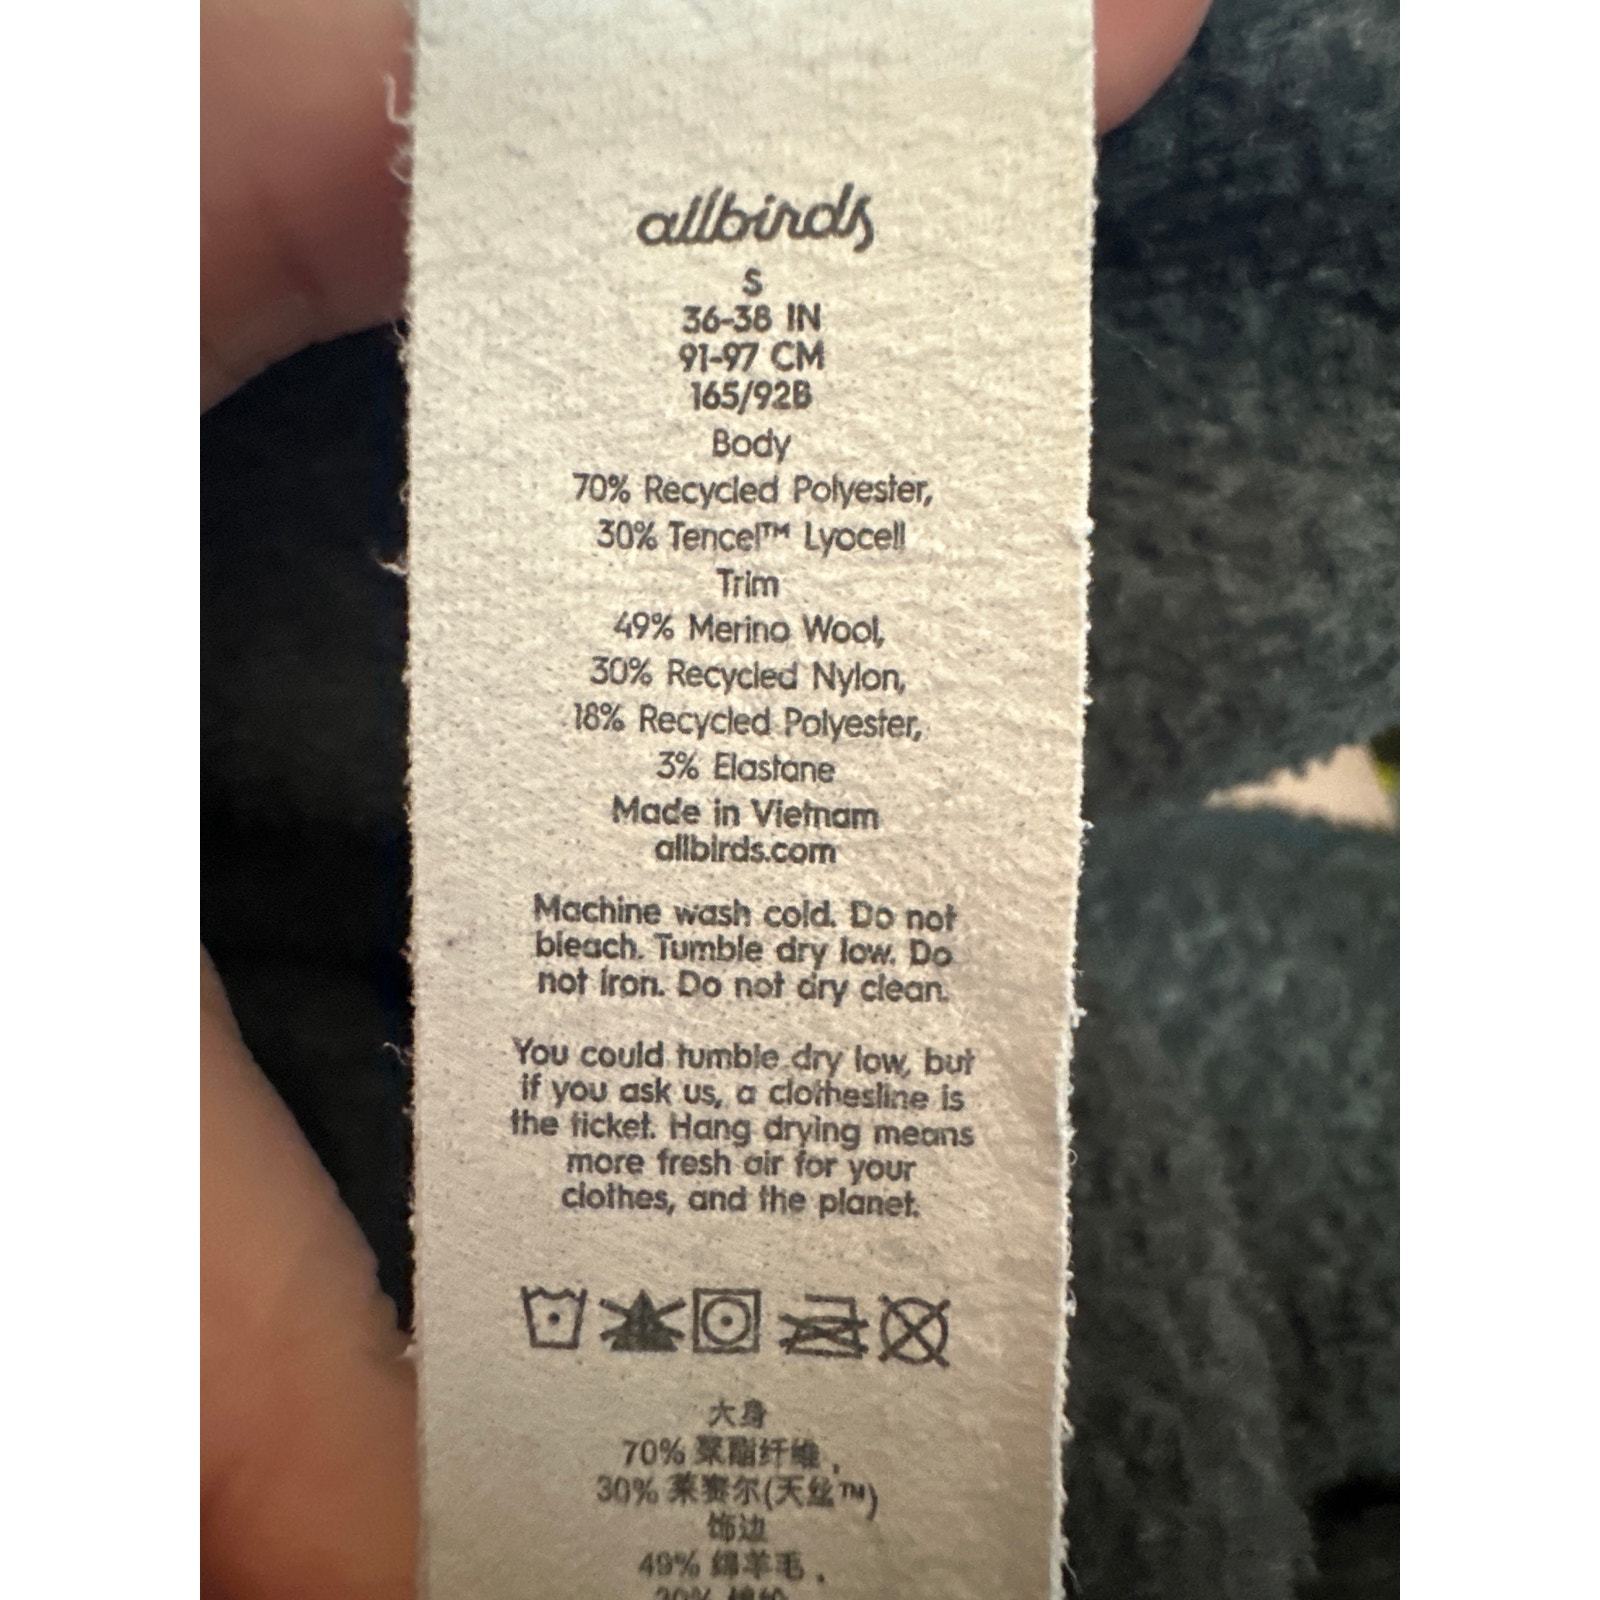 allbirds
S
36-38 IN
91-97 CM
165/92B
Body
70% Recycled Polyester,
30% Tencel™ Lyocell
Trim
49% Merino Wool,
30% Recycled Nylon,
18% Recycled Polyester,
3% Elastane
Made in Vietnam
allbirds.com
Machine wash cold. Do not
bleach. Tumble dry low. Do
not iron. Do not dry clean.
You could tumble dry low, but
if you ask us, a clothesline is
the ticket. Hang drying means
more fresh air for your
clothes, and the planet.
大身
70% 聚酯纤维,
30% 莱赛尔(天丝™)
饰边
49% 绵羊毛,
30% 锦纶